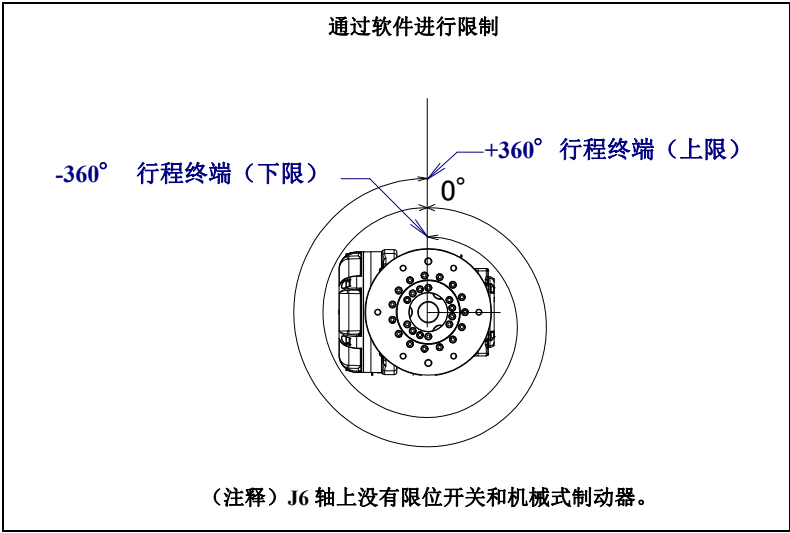 通过软件进行限制
+360° 行程终端（上限）
-360° 行程终端（下限）
0°
（注释）J6 轴上没有限位开关和机械式制动器。